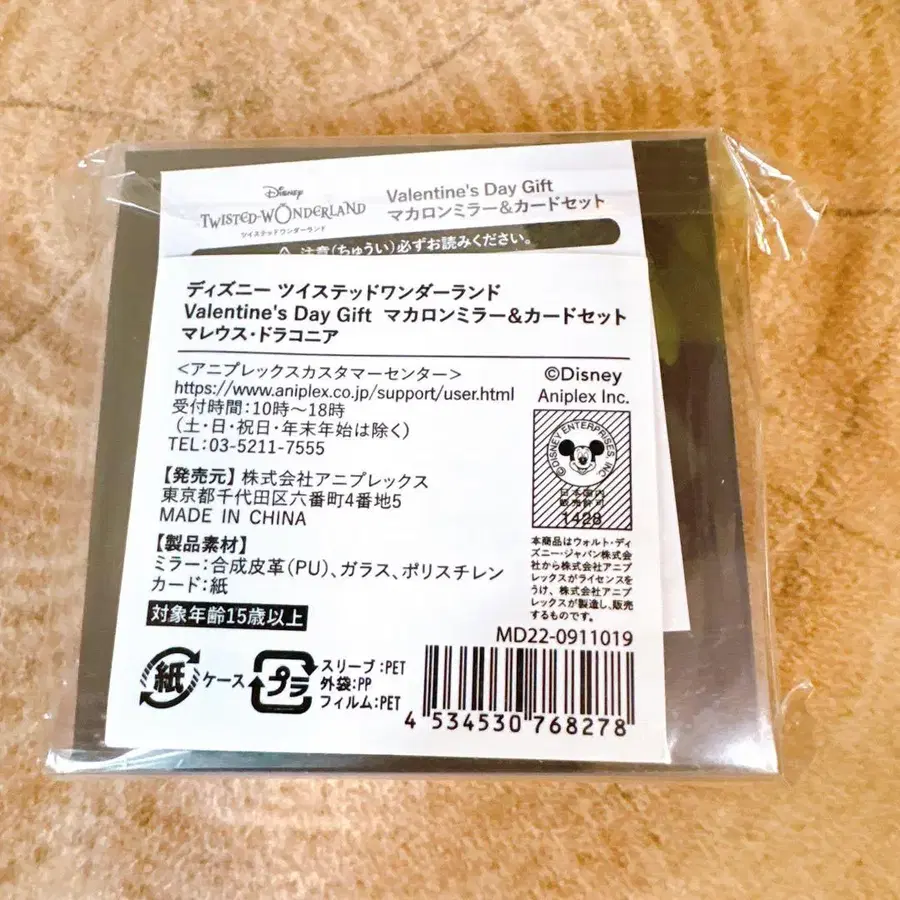 Disney
TWISTED-WONDERLAND
ツイステッドワンダーランド
Valentine's Day Gift
マカロンミラー&カードセット
⚠ 注意(ちゅうい)必ずお読みください。
ディズニー ツイステッドワンダーランド
Valentine's Day Gift マカロンミラー&カードセット
マレウス・ドラコニア
<アニプレックスカスタマーセンター>
https://www.aniplex.co.jp/support/user.html
受付時間:10時〜18時
(土・日・祝日・年末年始は除く)
TEL:03-5211-7555
【発売元】株式会社アニプレックス
東京都千代田区六番町4番地5
MADE IN CHINA
【製品素材】
ミラー:合成皮革(PU)、ガラス、ポリスチレン
カード:紙
対象年齢15歳以上
©Disney
Aniplex Inc.
©DISNEY ENTERPRISES, INC.
日本国内
販売許可
1428
本商品はウォルト・ディ
ズニー・ジャパン株式会
社から株式会社アニプ
レックスがライセンスを
うけ、株式会社アニプ
レックスが製造し、販売
するものです。
MD22-0911019
紙
ケース
プラ
スリーブ:PET
外袋:PP
フィルム:PET
4 534530 768278